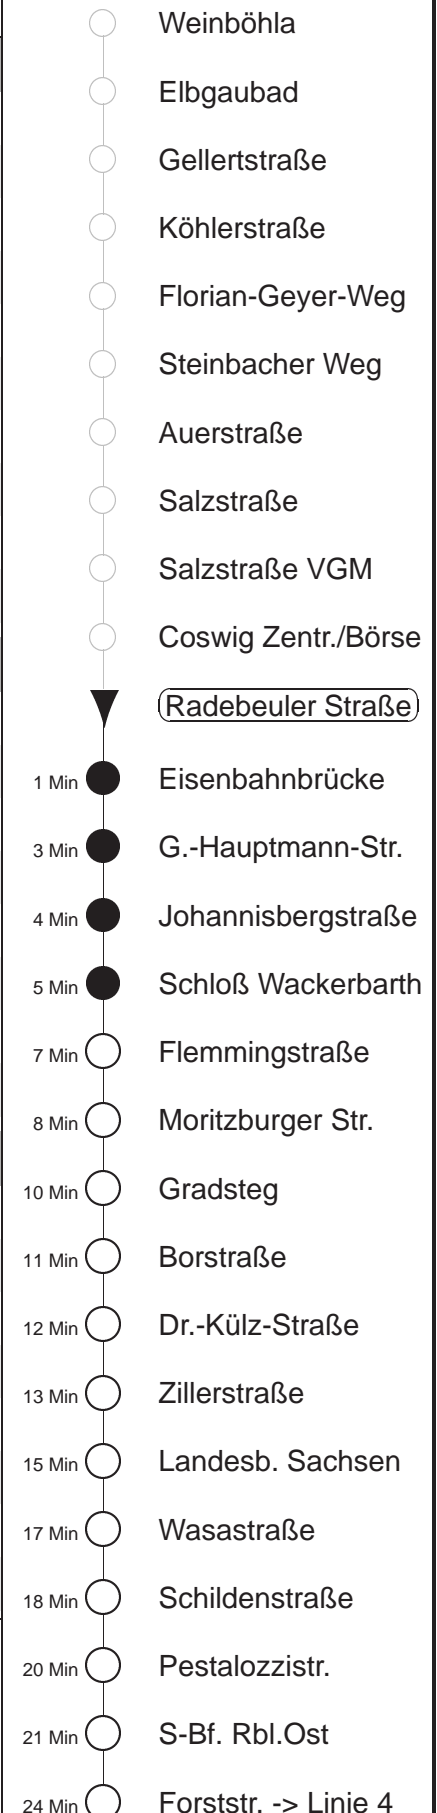 Weinböhla
Elbgaubad
Gellertstraße
Köhlerstraße
Florian-Geyer-Weg
Steinbacher Weg
Auerstraße
Salzstraße
Salzstraße VGM
Coswig Zentr./Börse
Radebeuler Straße
1 Min Eisenbahnbrücke
3 Min G.-Hauptmann-Str.
4 Min Johannisbergstraße
5 Min Schloß Wackerbarth
7 Min Flemmingstraße
8 Min Moritzburger Str.
10 Min Gradsteg
11 Min Borstraße
12 Min Dr.-Külz-Straße
13 Min Zillerstraße
15 Min Landesb. Sachsen
17 Min Wasastraße
18 Min Schildenstraße
20 Min Pestalozzistr.
21 Min S-Bf. Rbl.Ost
24 Min Forststr. -> Linie 4